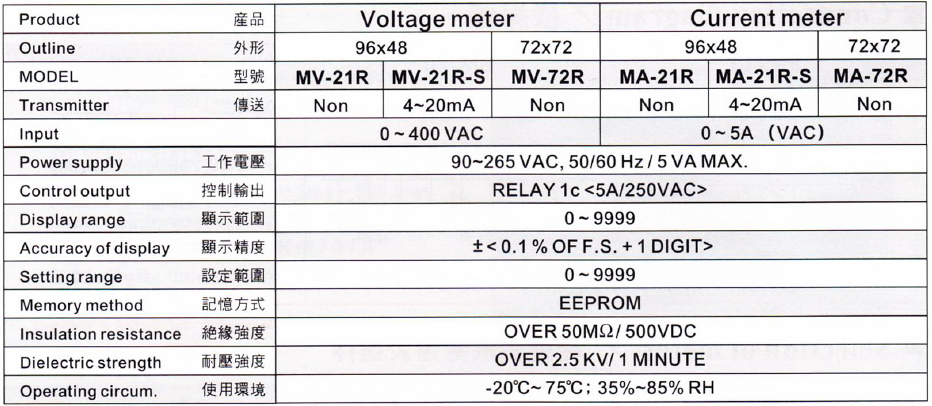 Product 産品 Voltage meter Current meter
Outline 外形 96x48 72x72 96x48 72x72
MODEL 型號 MV-21R MV-21R-S MV-72R MA-21R MA-21R-S MA-72R
Transmitter 傳送 Non 4~20mA Non Non 4~20mA Non
Input 0 ~ 400 VAC 0 ~ 5A (VAC)
Power supply 工作電壓 90~265 VAC, 50/60 Hz / 5 VA MAX.
Control output 控制輸出 RELAY 1c <5A/250VAC>
Display range 顯示範圍 0 ~ 9999
Accuracy of display 顯示精度 ± < 0.1 % OF F.S. + 1 DIGIT>
Setting range 設定範圍 0 ~ 9999
Memory method 記憶方式 EEPROM
Insulation resistance 絶緣強度 OVER 50MΩ / 500VDC
Dielectric strength 耐壓強度 OVER 2.5 KV/ 1 MINUTE
Operating circum. 使用環境 -20℃~ 75℃; 35%~85% RH